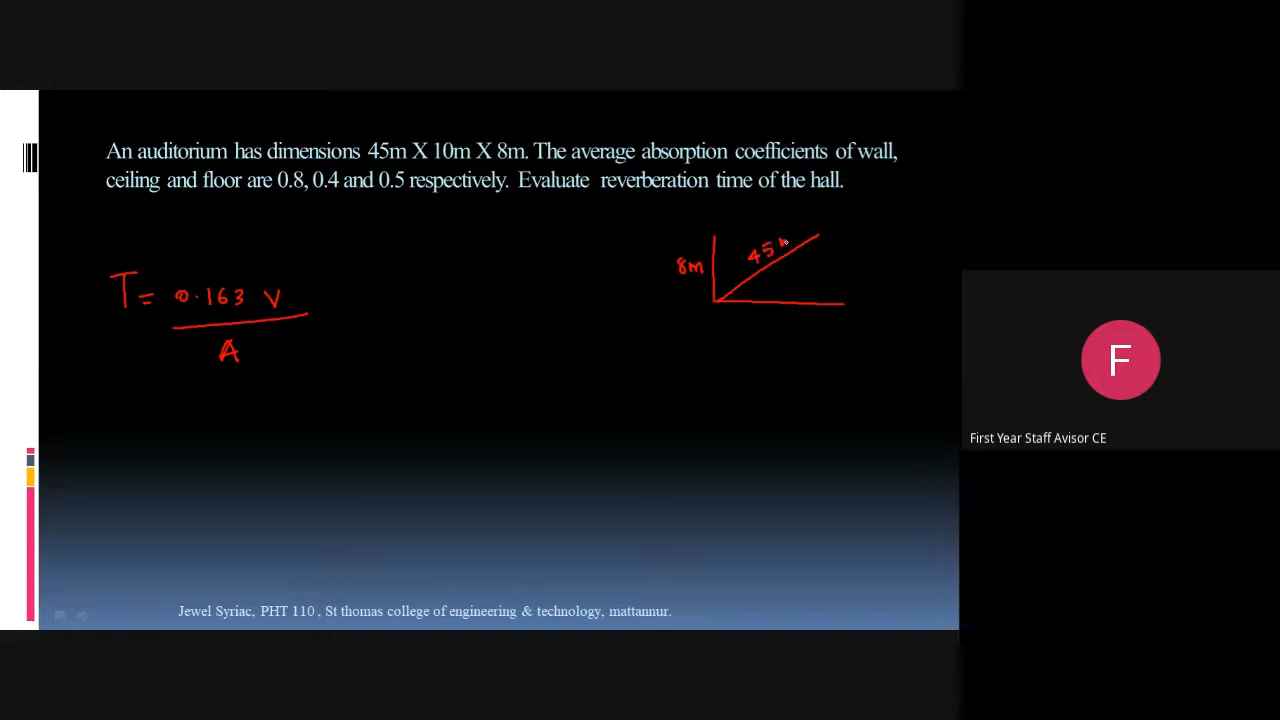 An auditorium has dimensions 45m X 10m X 8m. The average absorption coefficients of wall,
ceiling and floor are 0.8, 0.4 and 0.5 respectively. Evaluate reverberation time of the hall.
T = 0.163 V
A
8m
45
F
First Year Staff Avisor CE
Jewel Syriac, PHT 110 , St thomas college of engineering & technology, mattannur.